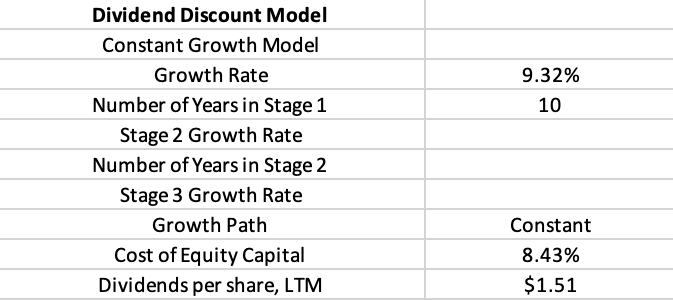 Dividend Discount Model
Constant Growth Model
Growth Rate 9.32%
Number of Years in Stage 1 10
Stage 2 Growth Rate
Number of Years in Stage 2
Stage 3 Growth Rate
Growth Path Constant
Cost of Equity Capital 8.43%
Dividends per share, LTM $1.51